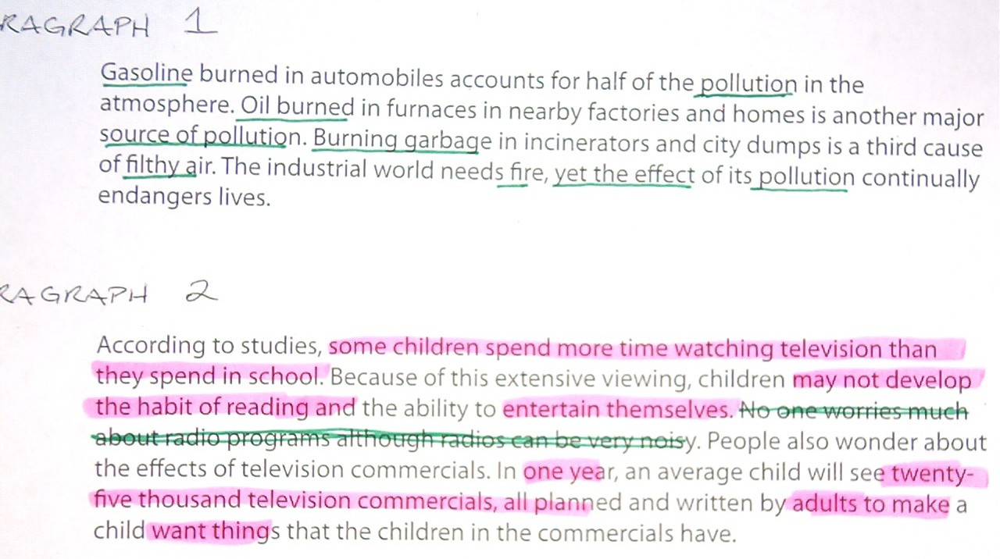 RAGRAPH 1
Gasoline burned in automobiles accounts for half of the pollution in the
atmosphere. Oil burned in furnaces in nearby factories and homes is another major
source of pollution. Burning garbage in incinerators and city dumps is a third cause
of filthy air. The industrial world needs fire, yet the effect of its pollution continually
endangers lives.
RAGRAPH 2
According to studies, some children spend more time watching television than
they spend in school. Because of this extensive viewing, children may not develop
the habit of reading and the ability to entertain themselves. No one worries much
about radio programs although radios can be very noisy. People also wonder about
the effects of television commercials. In one year, an average child will see twenty-
five thousand television commercials, all planned and written by adults to make a
child want things that the children in the commercials have.